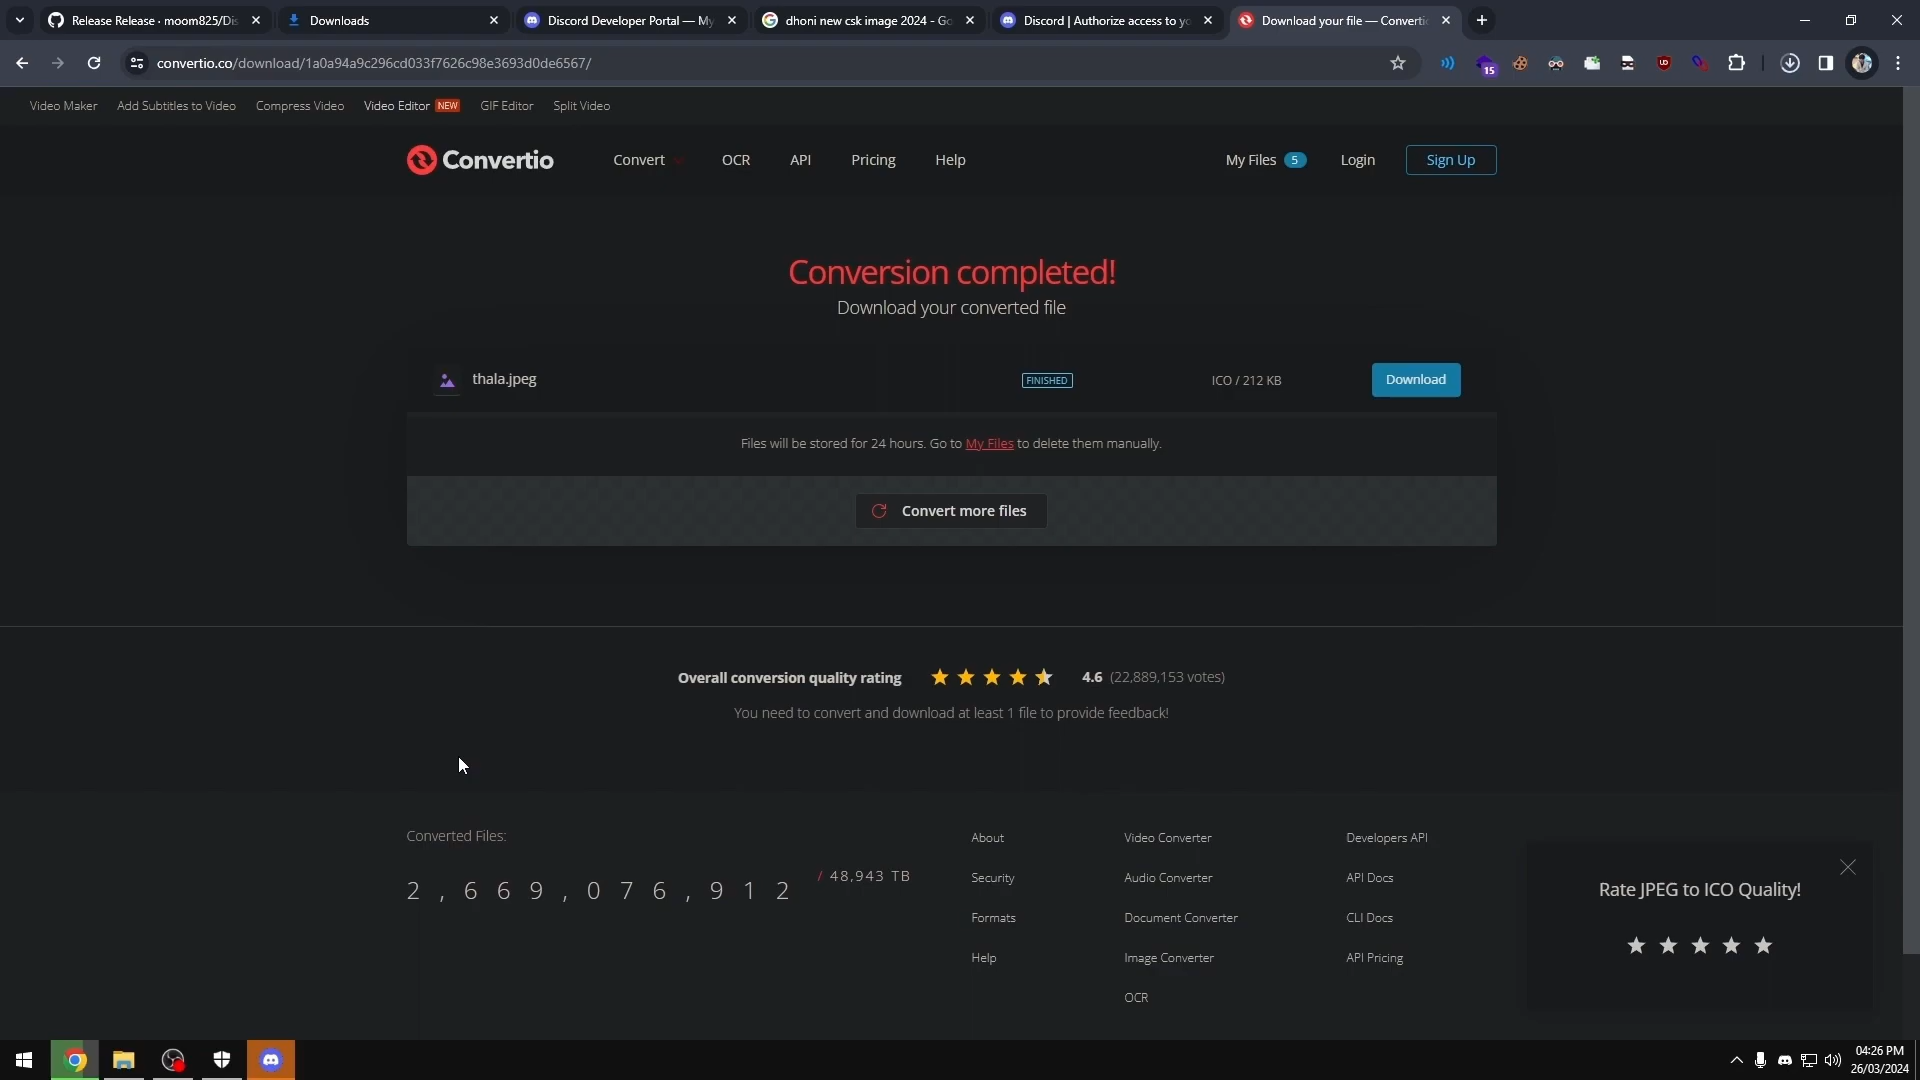 Release Release · moom825/Dis
Downloads
Discord Developer Portal — My
dhoni new csk image 2024 - Go
Discord | Authorize access to yo
Download your file — Converti
convertio.co/download/1a0a94a9c296cd033f7626c98e3693d0de6567/
15
Video Maker
Add Subtitles to Video
Compress Video
Video Editor NEW
GIF Editor
Split Video
Convertio
Convert
OCR
API
Pricing
Help
My Files 5
Login
Sign Up
Conversion completed!
Download your converted file
thala.jpeg
FINISHED
ICO / 212 KB
Download
Files will be stored for 24 hours. Go to My Files to delete them manually.
Convert more files
Overall conversion quality rating
4.6 (22,889,153 votes)
You need to convert and download at least 1 file to provide feedback!
Converted Files:
2,669,076,912
/ 48,943 TB
About
Security
Formats
Help
Video Converter
Audio Converter
Document Converter
Image Converter
OCR
Developers API
API Docs
CLI Docs
API Pricing
Rate JPEG to ICO Quality!
04:26 PM
26/03/2024